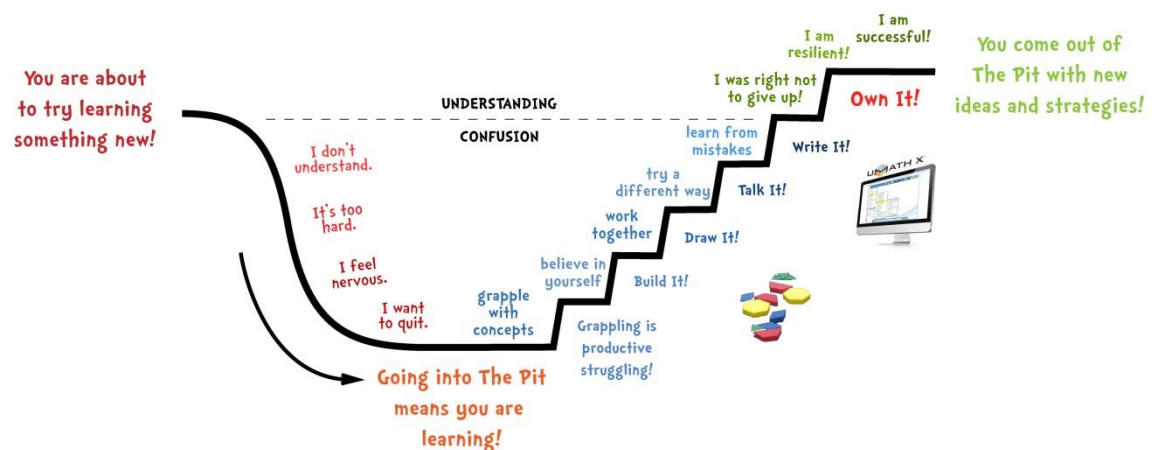 You are about
to try learning
something new!
UNDERSTANDING
CONFUSION
I don't
understand.
It's too
hard.
I feel
nervous.
I want
to quit.
Going into The Pit
means you are
learning!
grapple
with
concepts
Grappling is
productive
struggling!
believe in
yourself
Build It!
work
together
Draw It!
try a
different way
Talk It!
learn from
mistakes
Write It!
I was right not
to give up!
Own It!
I am
resilient!
I am
successful!
You come out of
The Pit with new
ideas and strategies!
uMATH X